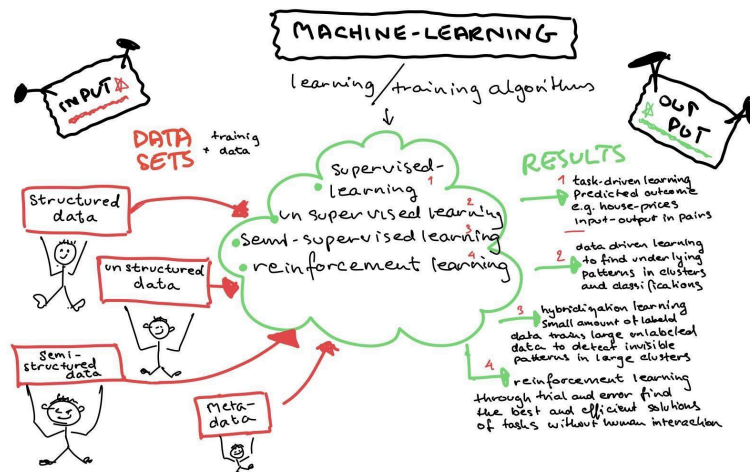 MACHINE-LEARNING
learning/training algorithms
INPUT
OUT
PUT
DATA
SETS
trainig
+ data
structured
data
unstructured
data
Semi-
structured
data
Meta-
data
supervised-
learning 1
unsupervised learning 2
semi-supervised learning 3
reinforcement learning 4
RESULTS
1 task-driven learning
Predicted outcome
e.g. house-prices
input-output in pairs
2 data driven learning
to find underlying
patterns in clusters
and classifications
3 hybridization learning
small amount of labeled
data trains large unlabeled
data to detect invisible
patterns in large clusters
4 reinforcement learning
through trial and error find
the best and efficient solutions
of tasks without human interaction